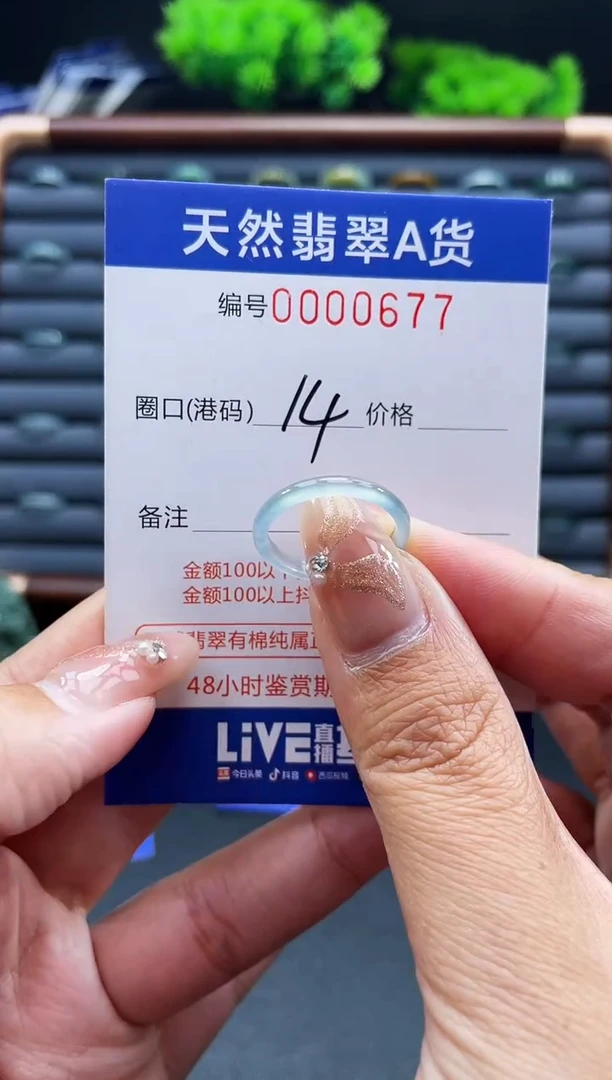 天然翡翠A货
编号0000677
圈口(港码) 14 价格
备注
金额100以
金额100以上
翡翠有棉纯属正
48小时鉴赏期
LiVE直播基
今日头条 抖音 西瓜视频